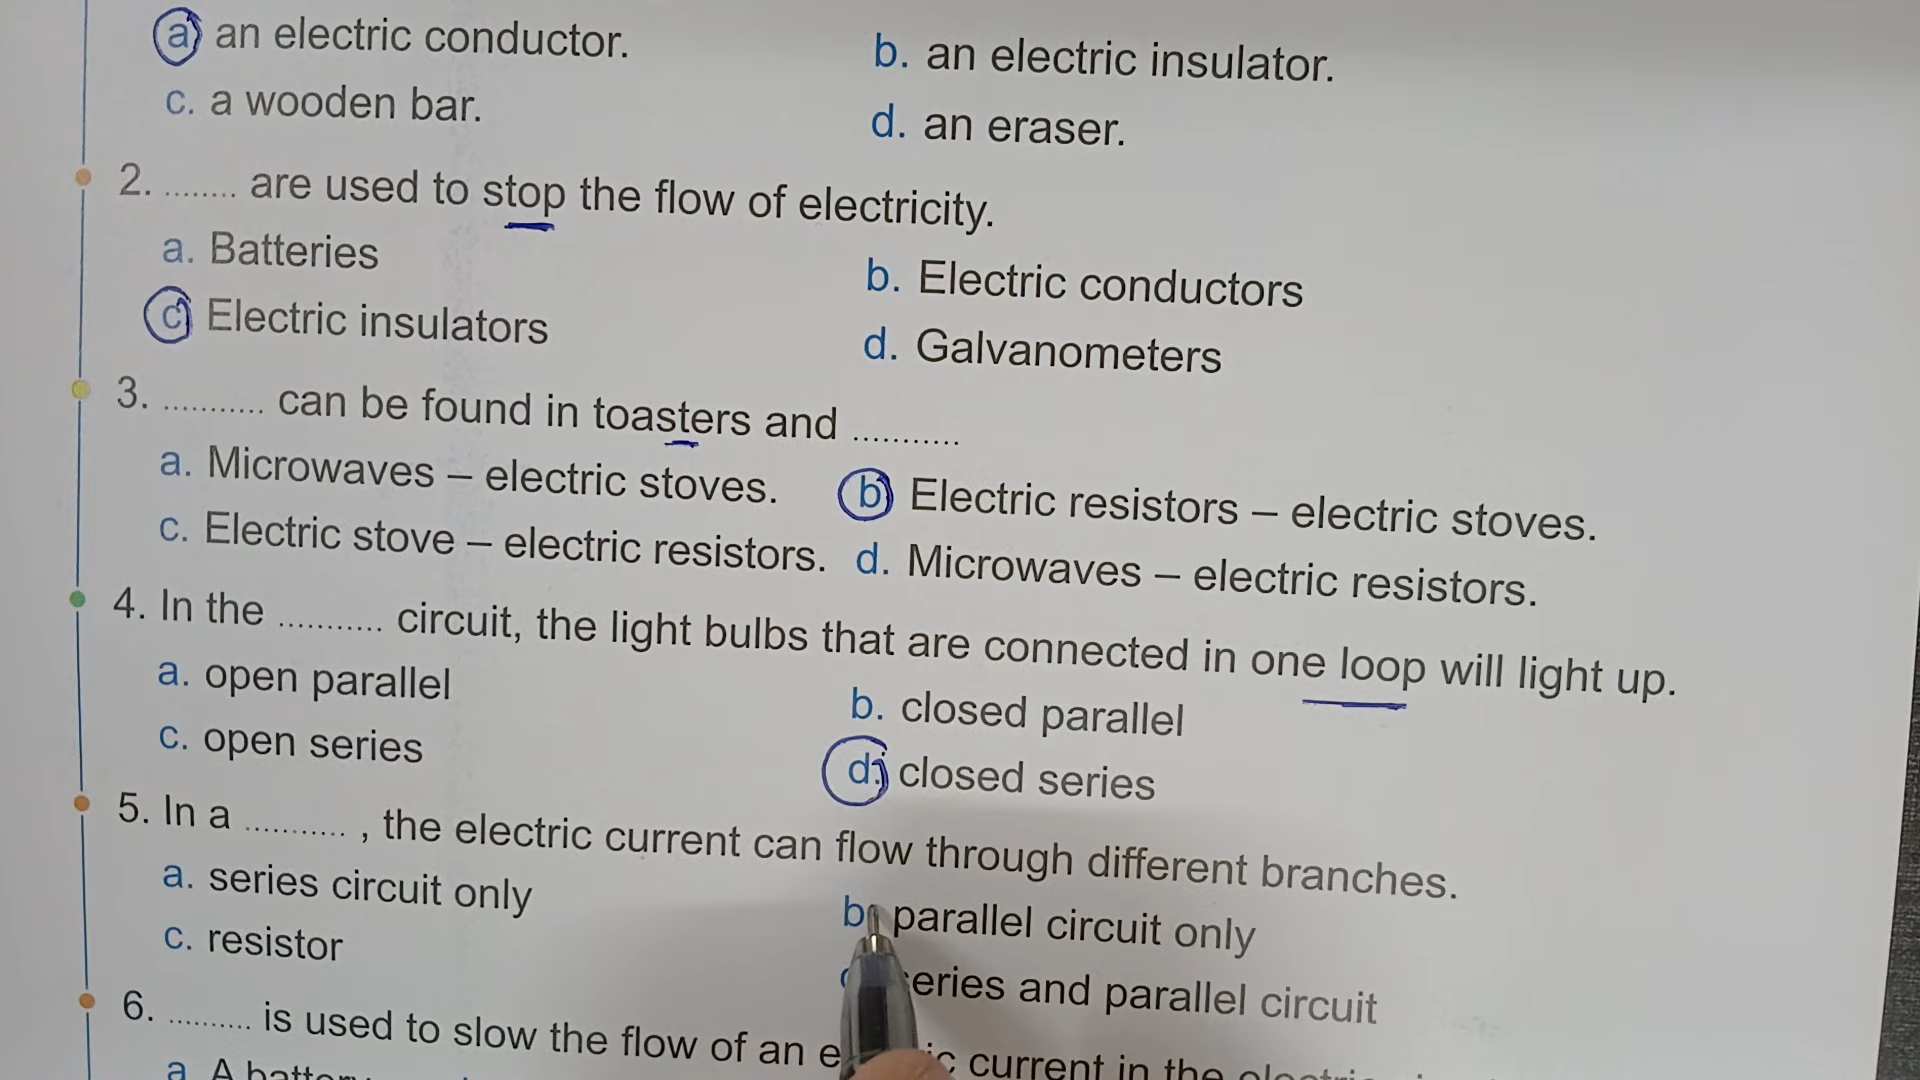 a. an electric conductor.
b. an electric insulator.
c. a wooden bar.
d. an eraser.
2. ........ are used to stop the flow of electricity.
a. Batteries
b. Electric conductors
c. Electric insulators
d. Galvanometers
3. ........... can be found in toasters and ...........
a. Microwaves – electric stoves.
b. Electric resistors – electric stoves.
c. Electric stove – electric resistors.
d. Microwaves – electric resistors.
4. In the ........... circuit, the light bulbs that are connected in one loop will light up.
a. open parallel
b. closed parallel
c. open series
d. closed series
5. In a ........... , the electric current can flow through different branches.
a. series circuit only
b. parallel circuit only
c. resistor
series and parallel circuit
6. .......... is used to slow the flow of an current in the
a A